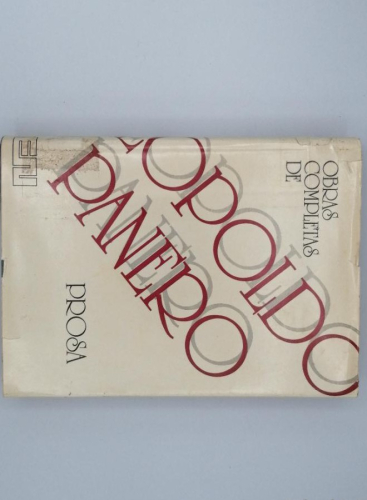 OBRAS
COMPLETAS
DE
LEOPOLDO
PANERO
PROSA